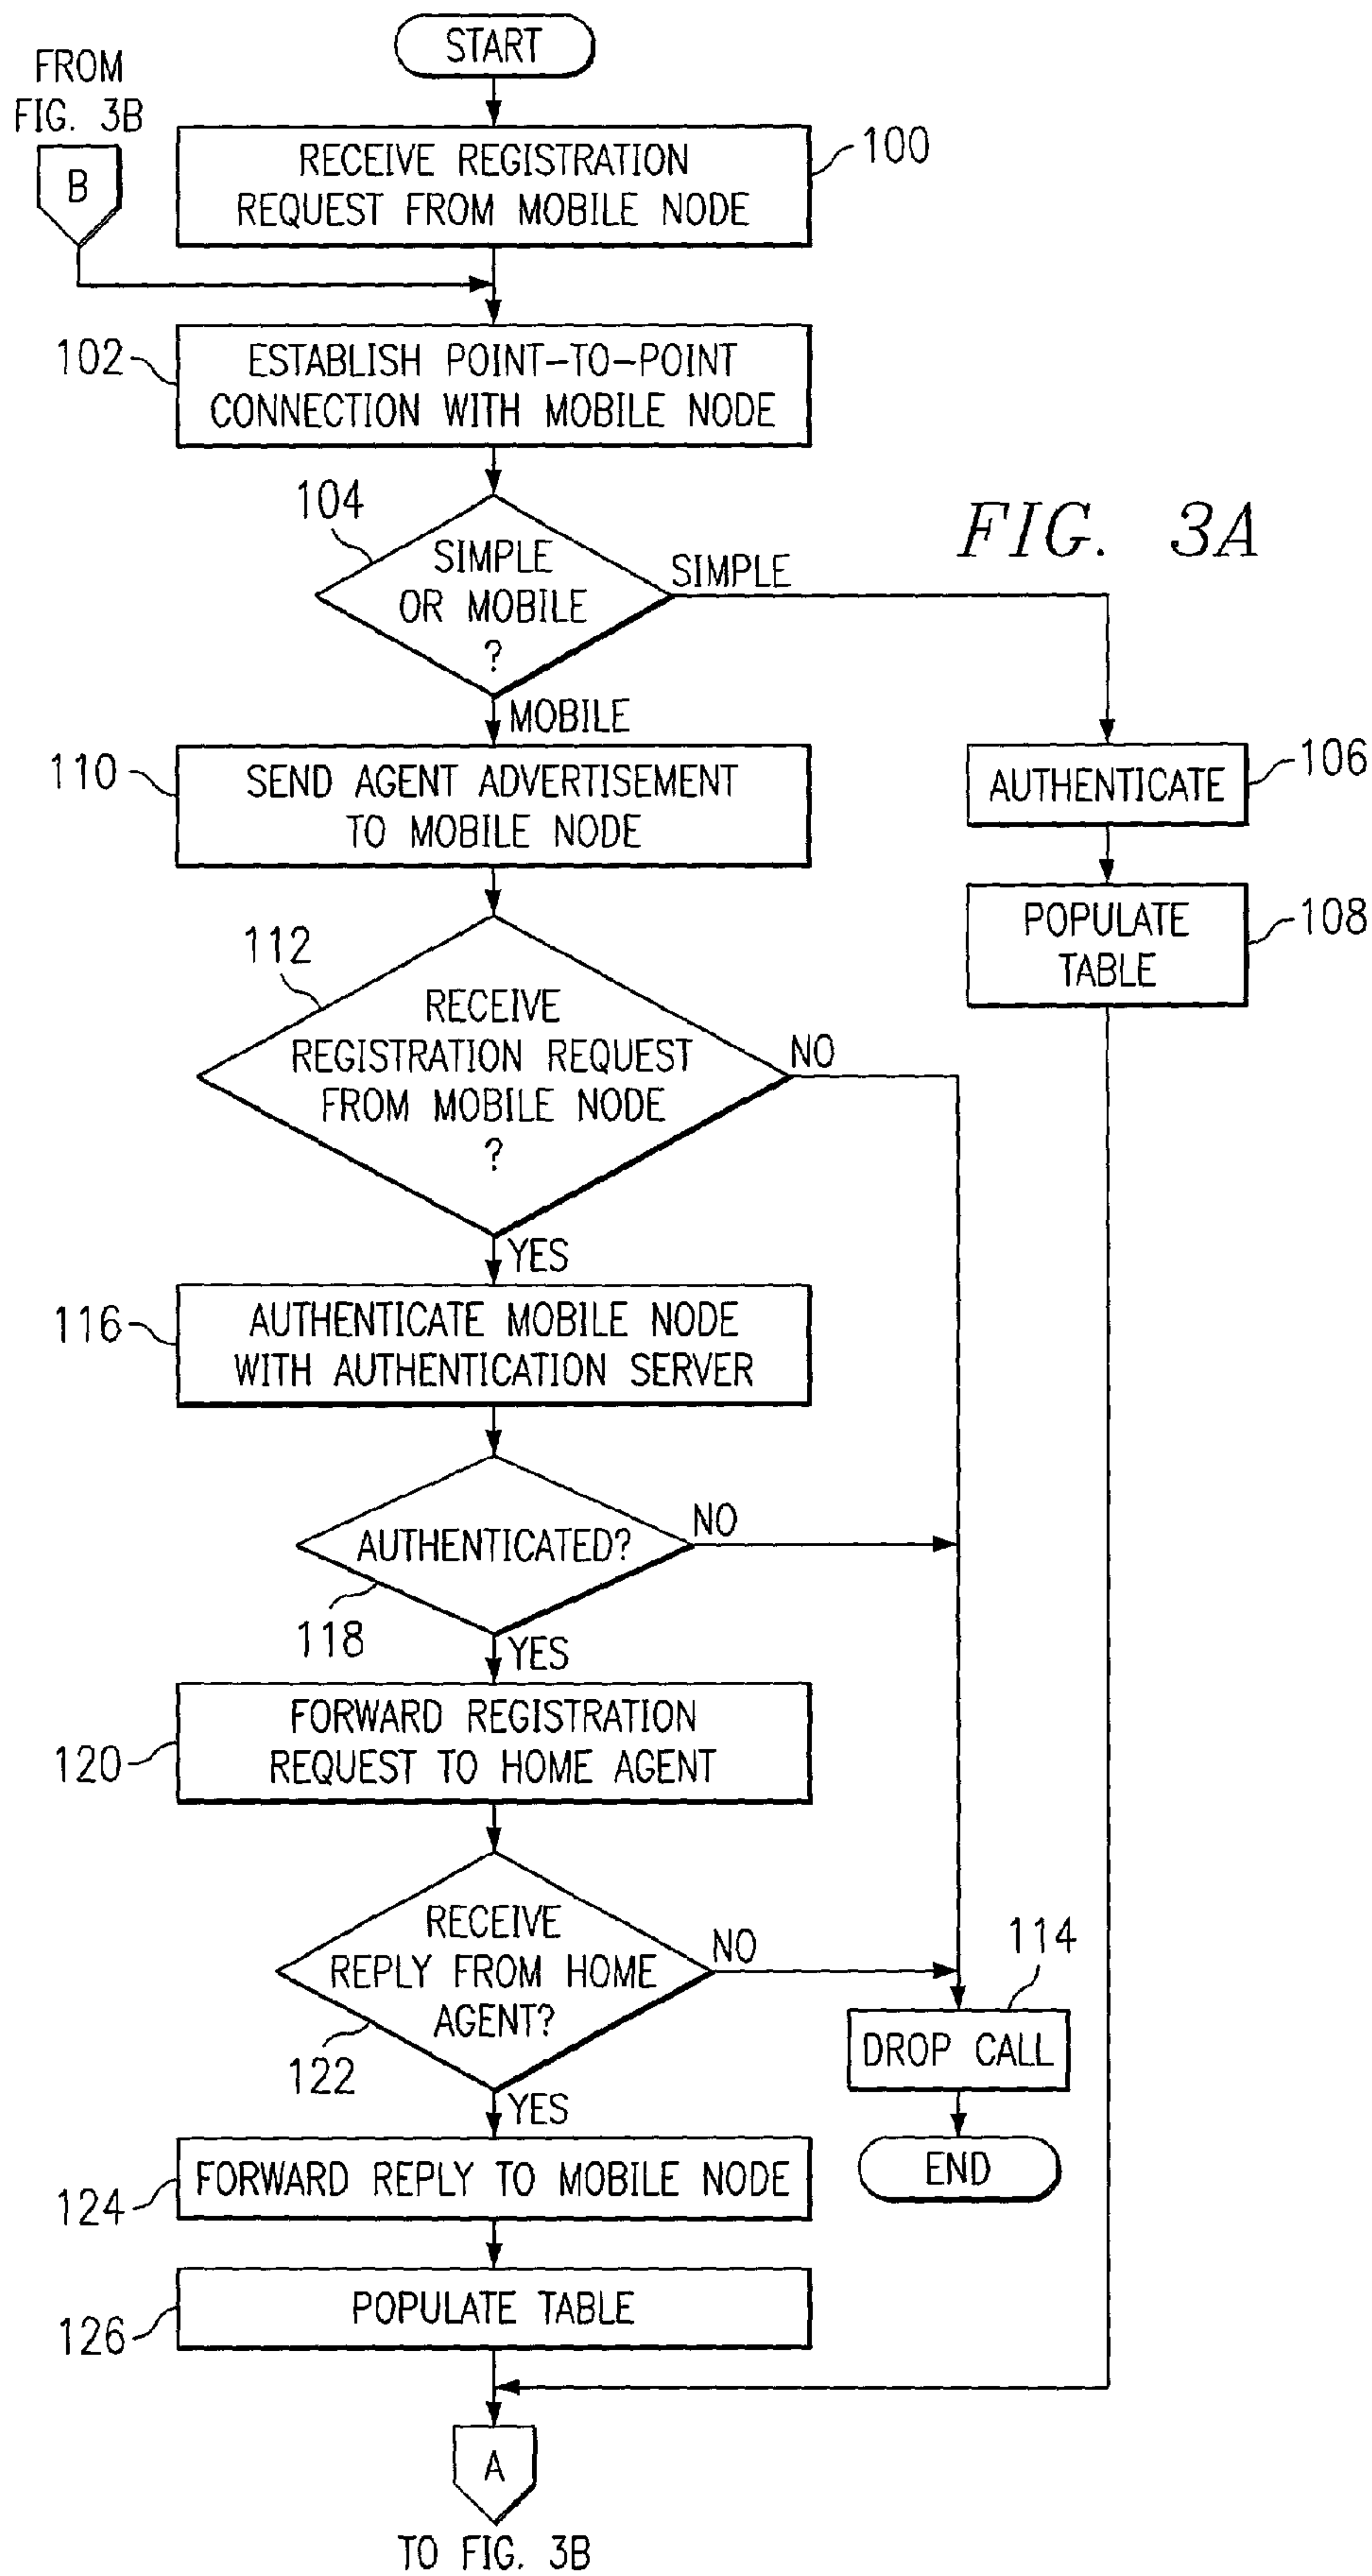 START
FROM
FIG. 3B
B
RECEIVE REGISTRATION
REQUEST FROM MOBILE NODE
100
102
ESTABLISH POINT-TO-POINT
CONNECTION WITH MOBILE NODE
104
SIMPLE
OR MOBILE
?
SIMPLE
MOBILE
FIG. 3A
110
SEND AGENT ADVERTISEMENT
TO MOBILE NODE
AUTHENTICATE
106
POPULATE
TABLE
108
112
RECEIVE
REGISTRATION REQUEST
FROM MOBILE NODE
?
NO
YES
116
AUTHENTICATE MOBILE NODE
WITH AUTHENTICATION SERVER
AUTHENTICATED?
118
NO
YES
120
FORWARD REGISTRATION
REQUEST TO HOME AGENT
RECEIVE
REPLY FROM HOME
AGENT?
122
NO
YES
114
DROP CALL
END
124
FORWARD REPLY TO MOBILE NODE
126
POPULATE TABLE
A
TO FIG. 3B